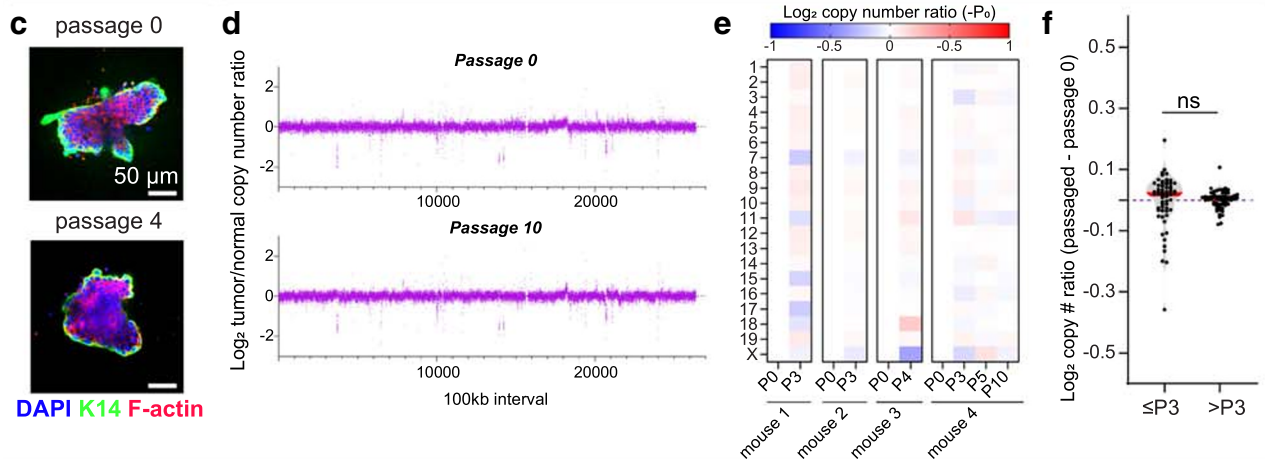 c
passage 0
50 μm
passage 4
DAPI K14 F-actin
d
Log₂ tumor/normal copy number ratio
Passage 0
2
0
-2
10000
20000
Passage 10
2
0
-2
10000
20000
100kb interval
e
Log₂ copy number ratio (-P₀)
-1
-0.5
0
-0.5
1
1
2
3
4
5
6
7
8
9
10
11
12
13
14
15
16
17
18
19
X
P0 P3
P0 P3
P0 P4
P0 P3 P5 P10
mouse 1
mouse 2
mouse 3
mouse 4
f
Log₂ copy # ratio (passaged - passage 0)
0.5
0.3
0.1
-0.1
-0.3
-0.5
ns
≤P3
>P3